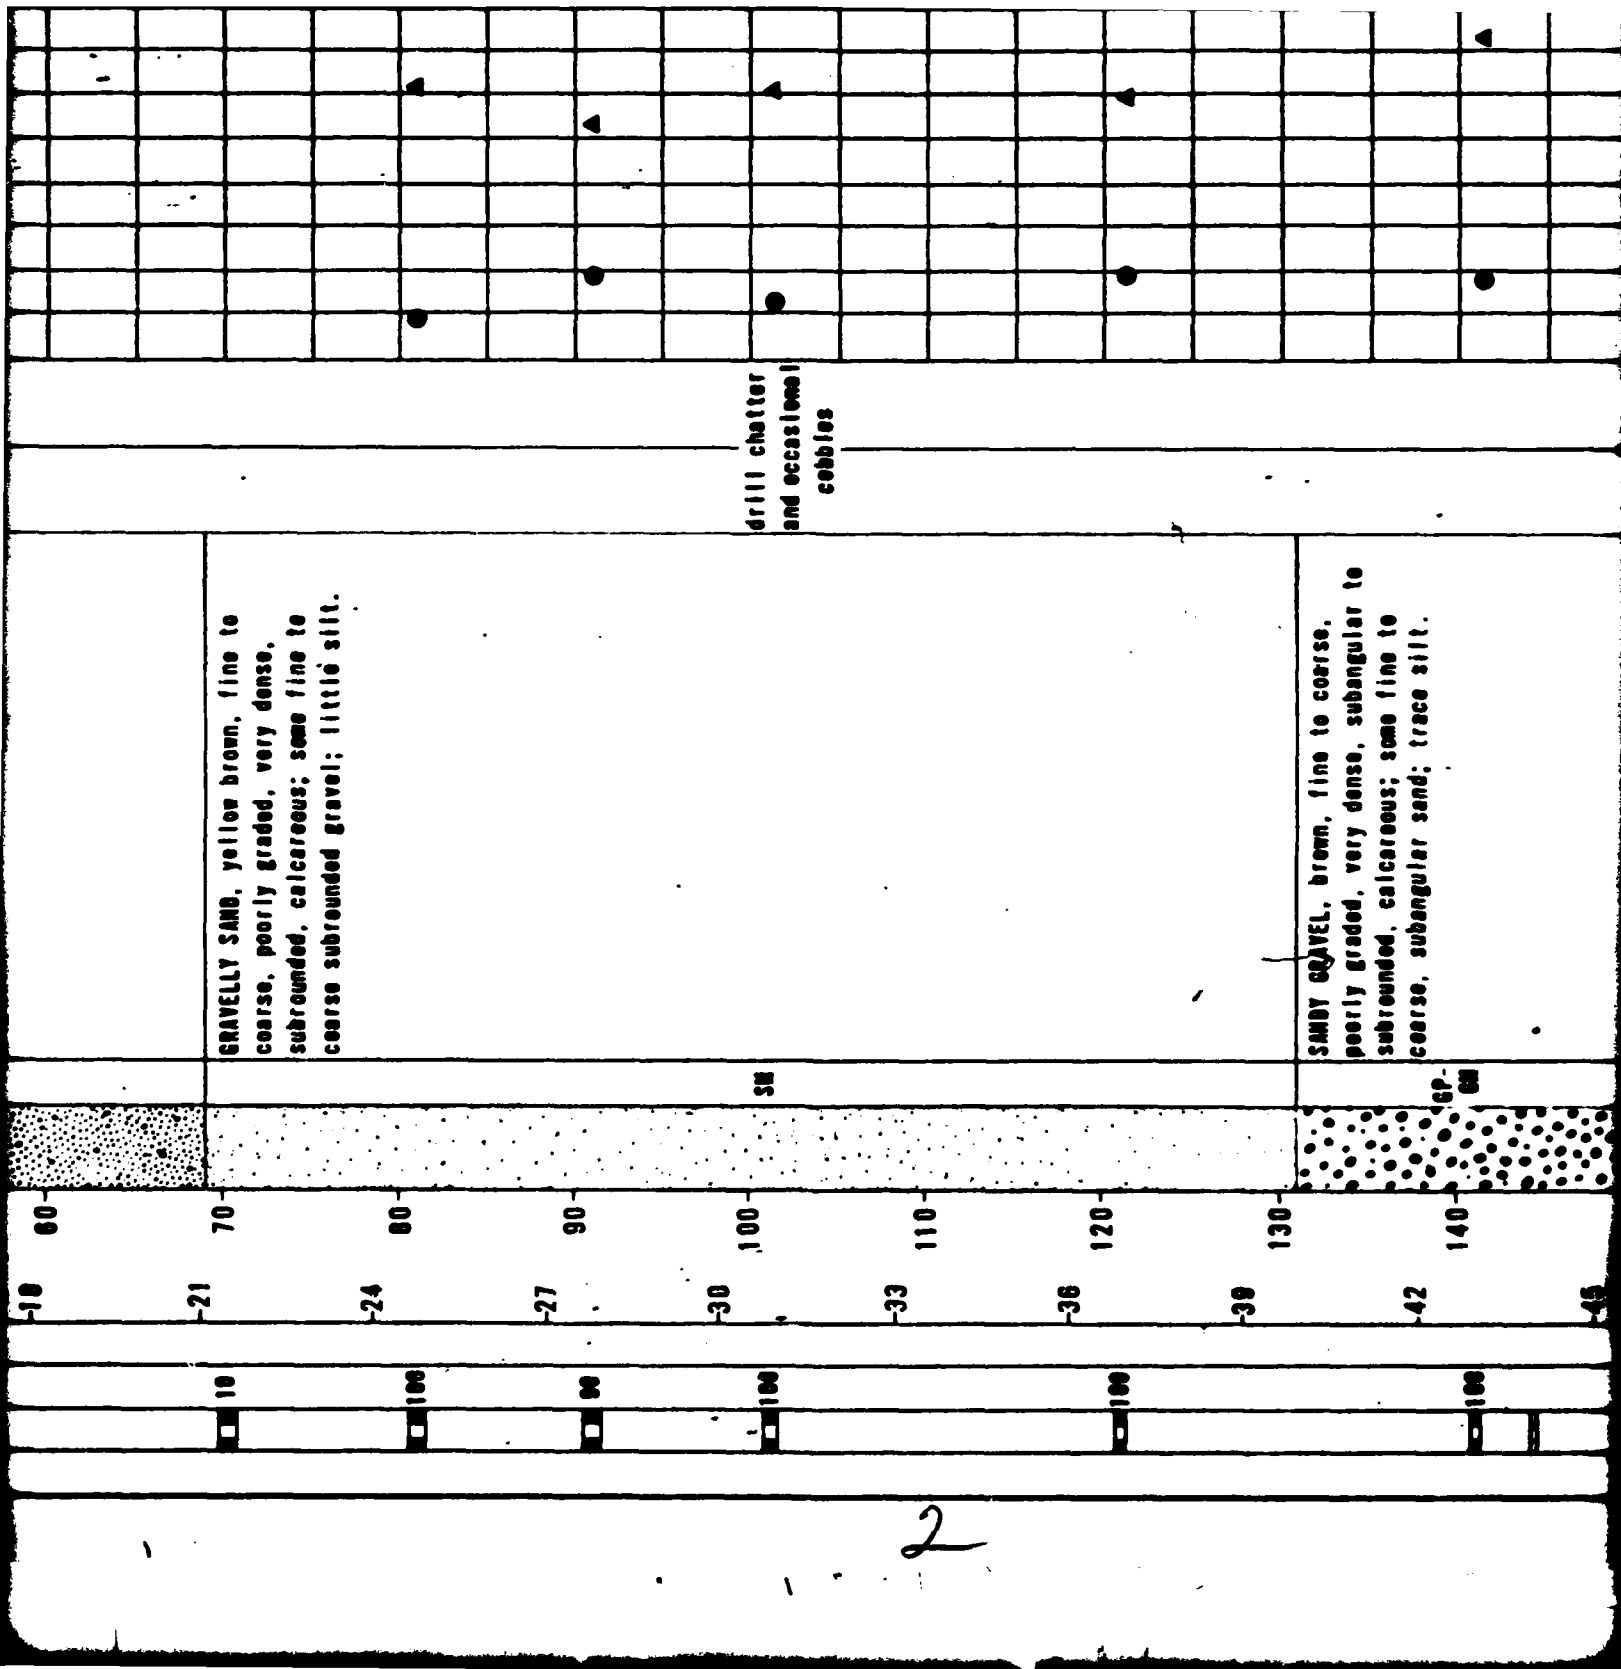 drill chatter
and occasional
cobbles
GRAVELLY SAND, yellow brown, fine to
coarse, poorly graded, very dense,
subrounded, calcareous; some fine to
coarse subrounded gravel; little silt.
SANDY GRAVEL, brown, fine to coarse,
poorly graded, very dense, subangular to
subrounded, calcareous; some fine to
coarse, subangular sand; trace silt.
SM
GP-
GM
60 70 80 90 100 110 120 130 140
18 21 24 27 30 33 36 39 42 45
10 100 90 100 100 100
2